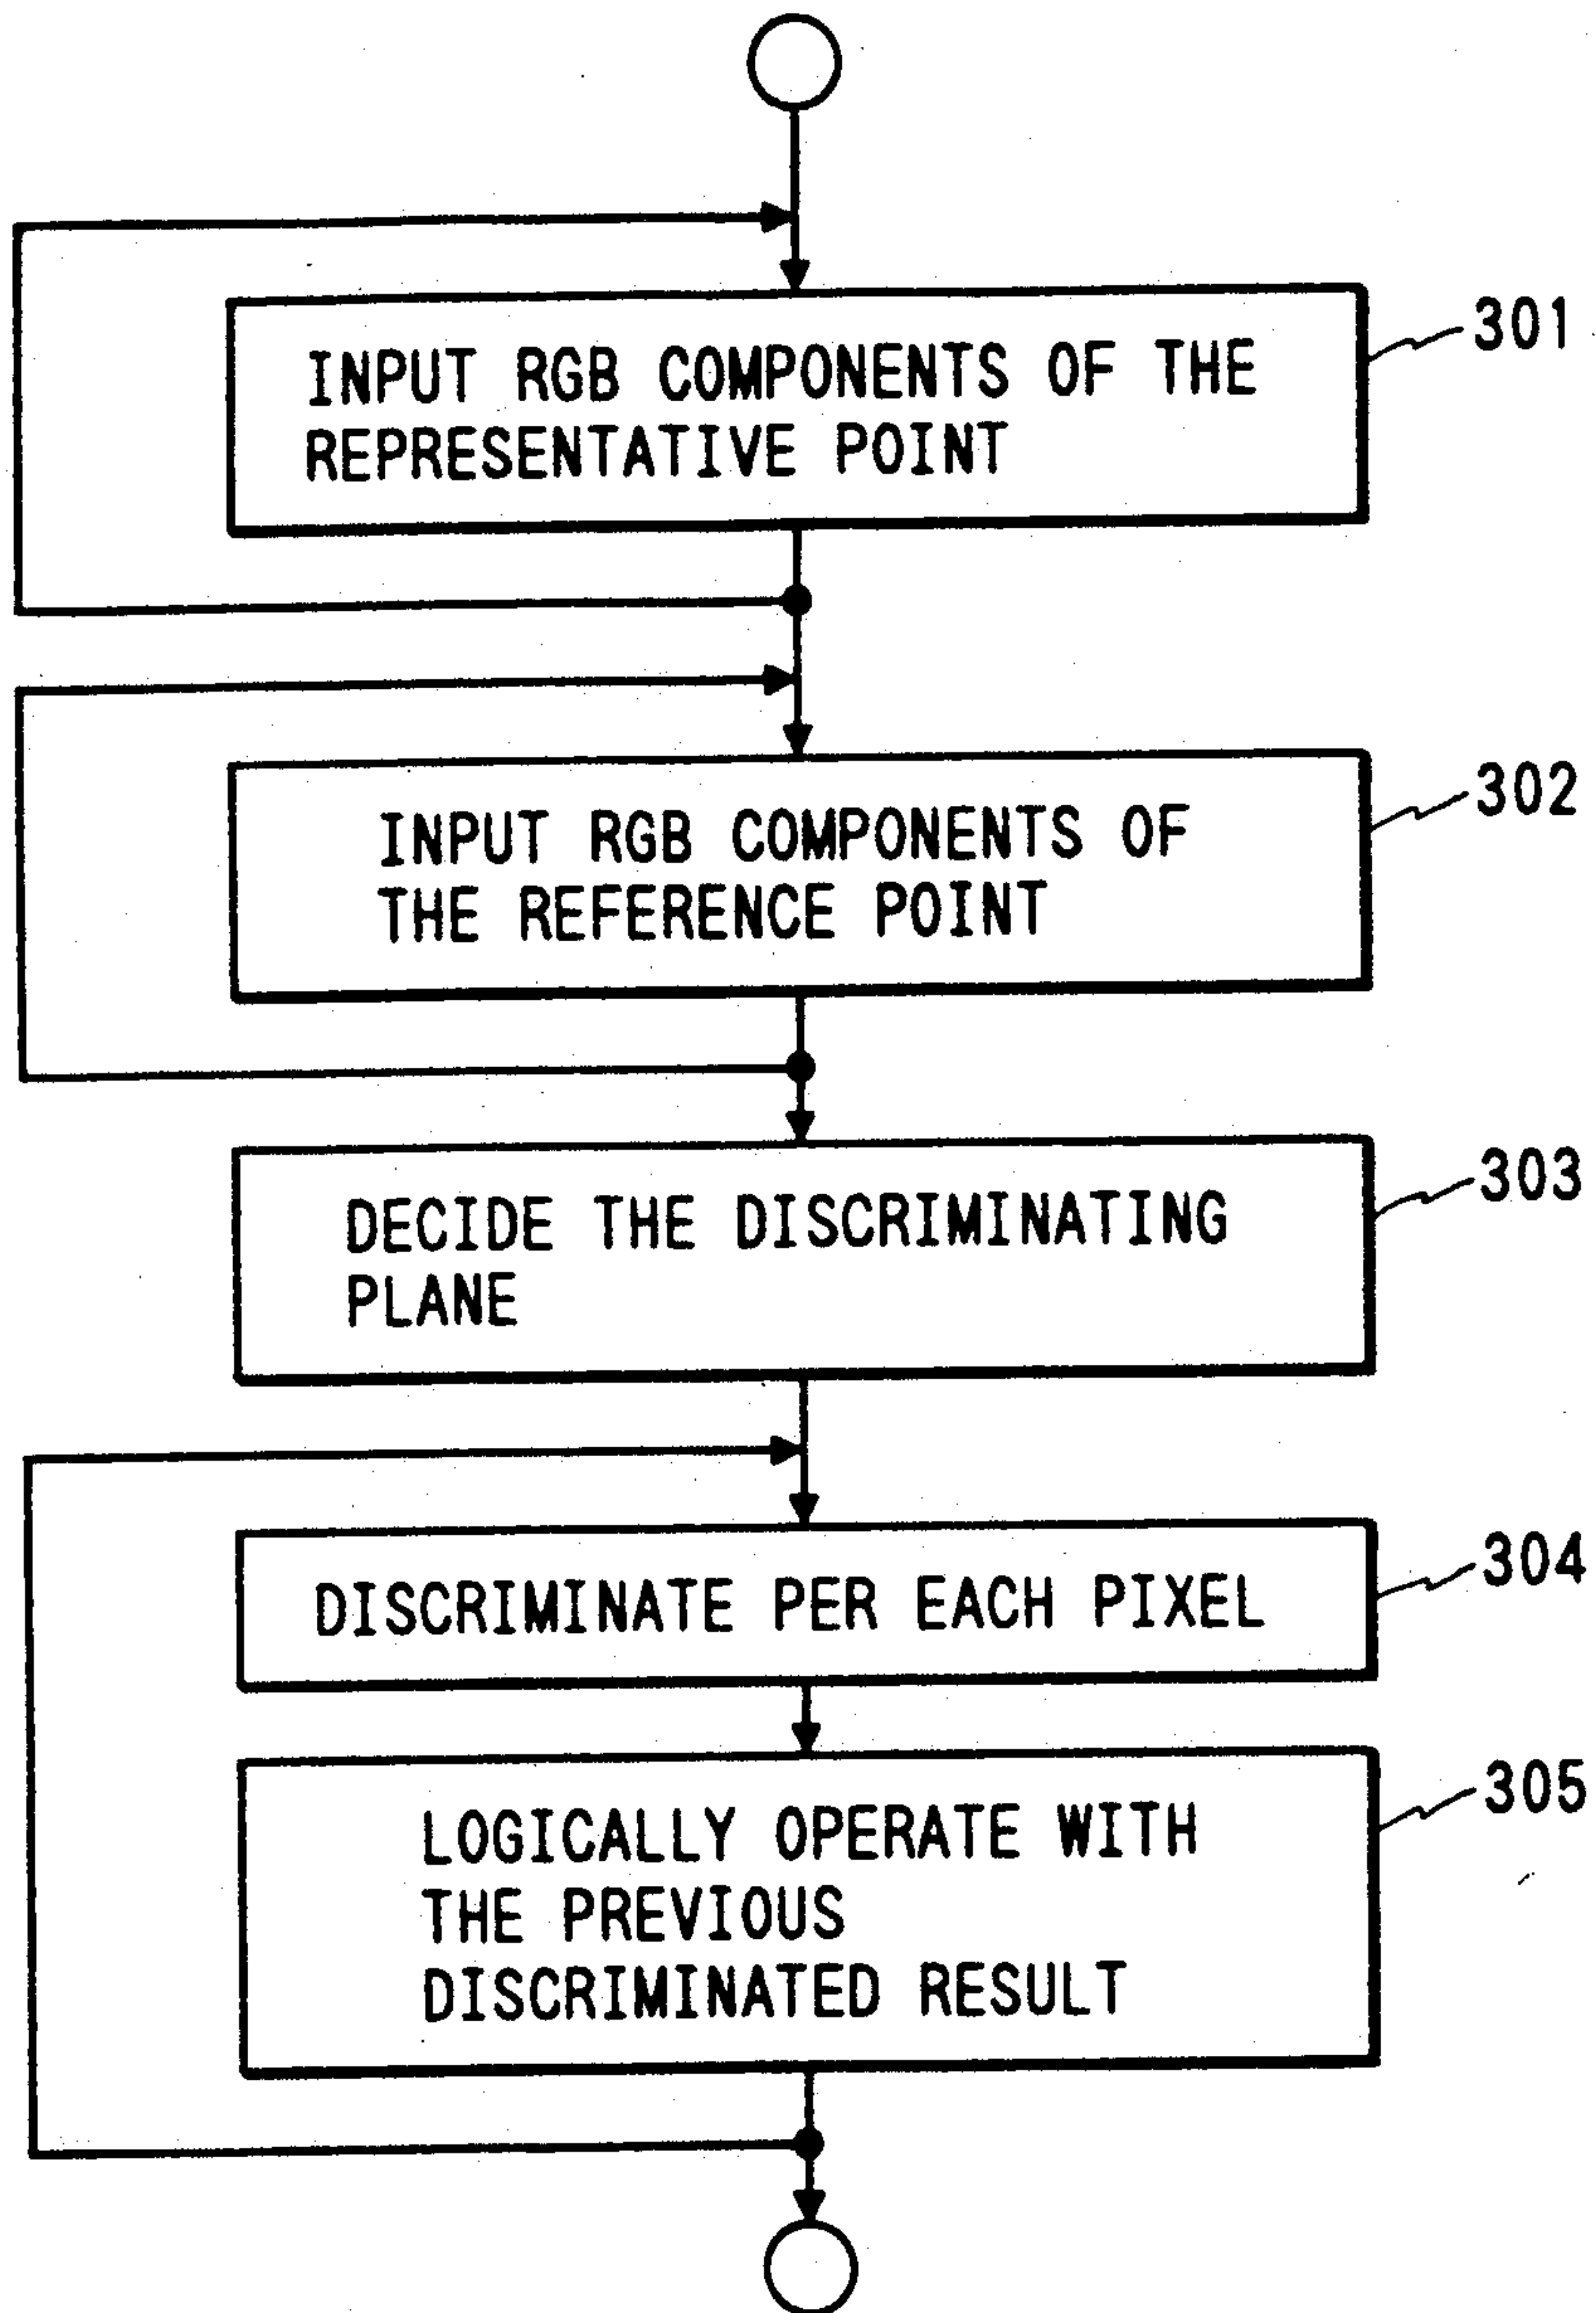 INPUT RGB COMPONENTS OF THE
REPRESENTATIVE POINT
301
INPUT RGB COMPONENTS OF
THE REFERENCE POINT
302
DECIDE THE DISCRIMINATING
PLANE
303
DISCRIMINATE PER EACH PIXEL
304
LOGICALLY OPERATE WITH
THE PREVIOUS
DISCRIMINATED RESULT
305